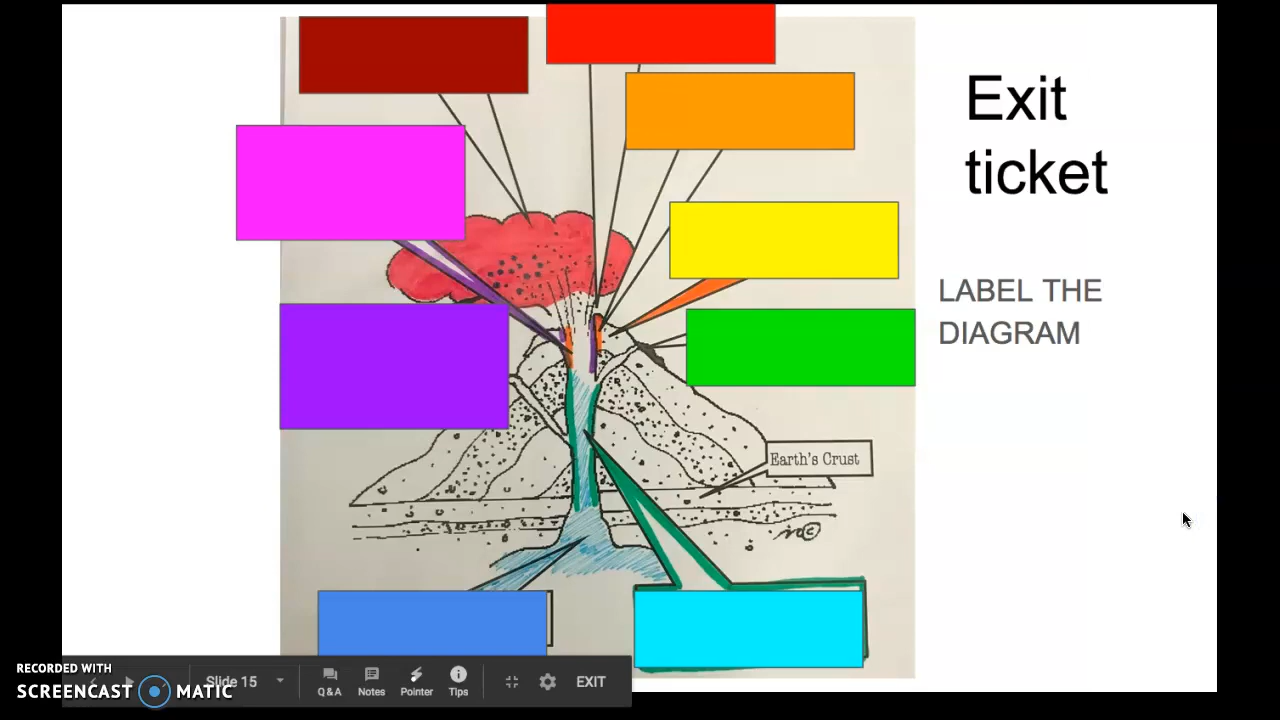 Exit
ticket
LABEL THE
DIAGRAM
Earth's Crust
RECORDED WITH
SCREENCAST MATIC
Slide 15
Q&A
Notes
Pointer
Tips
EXIT